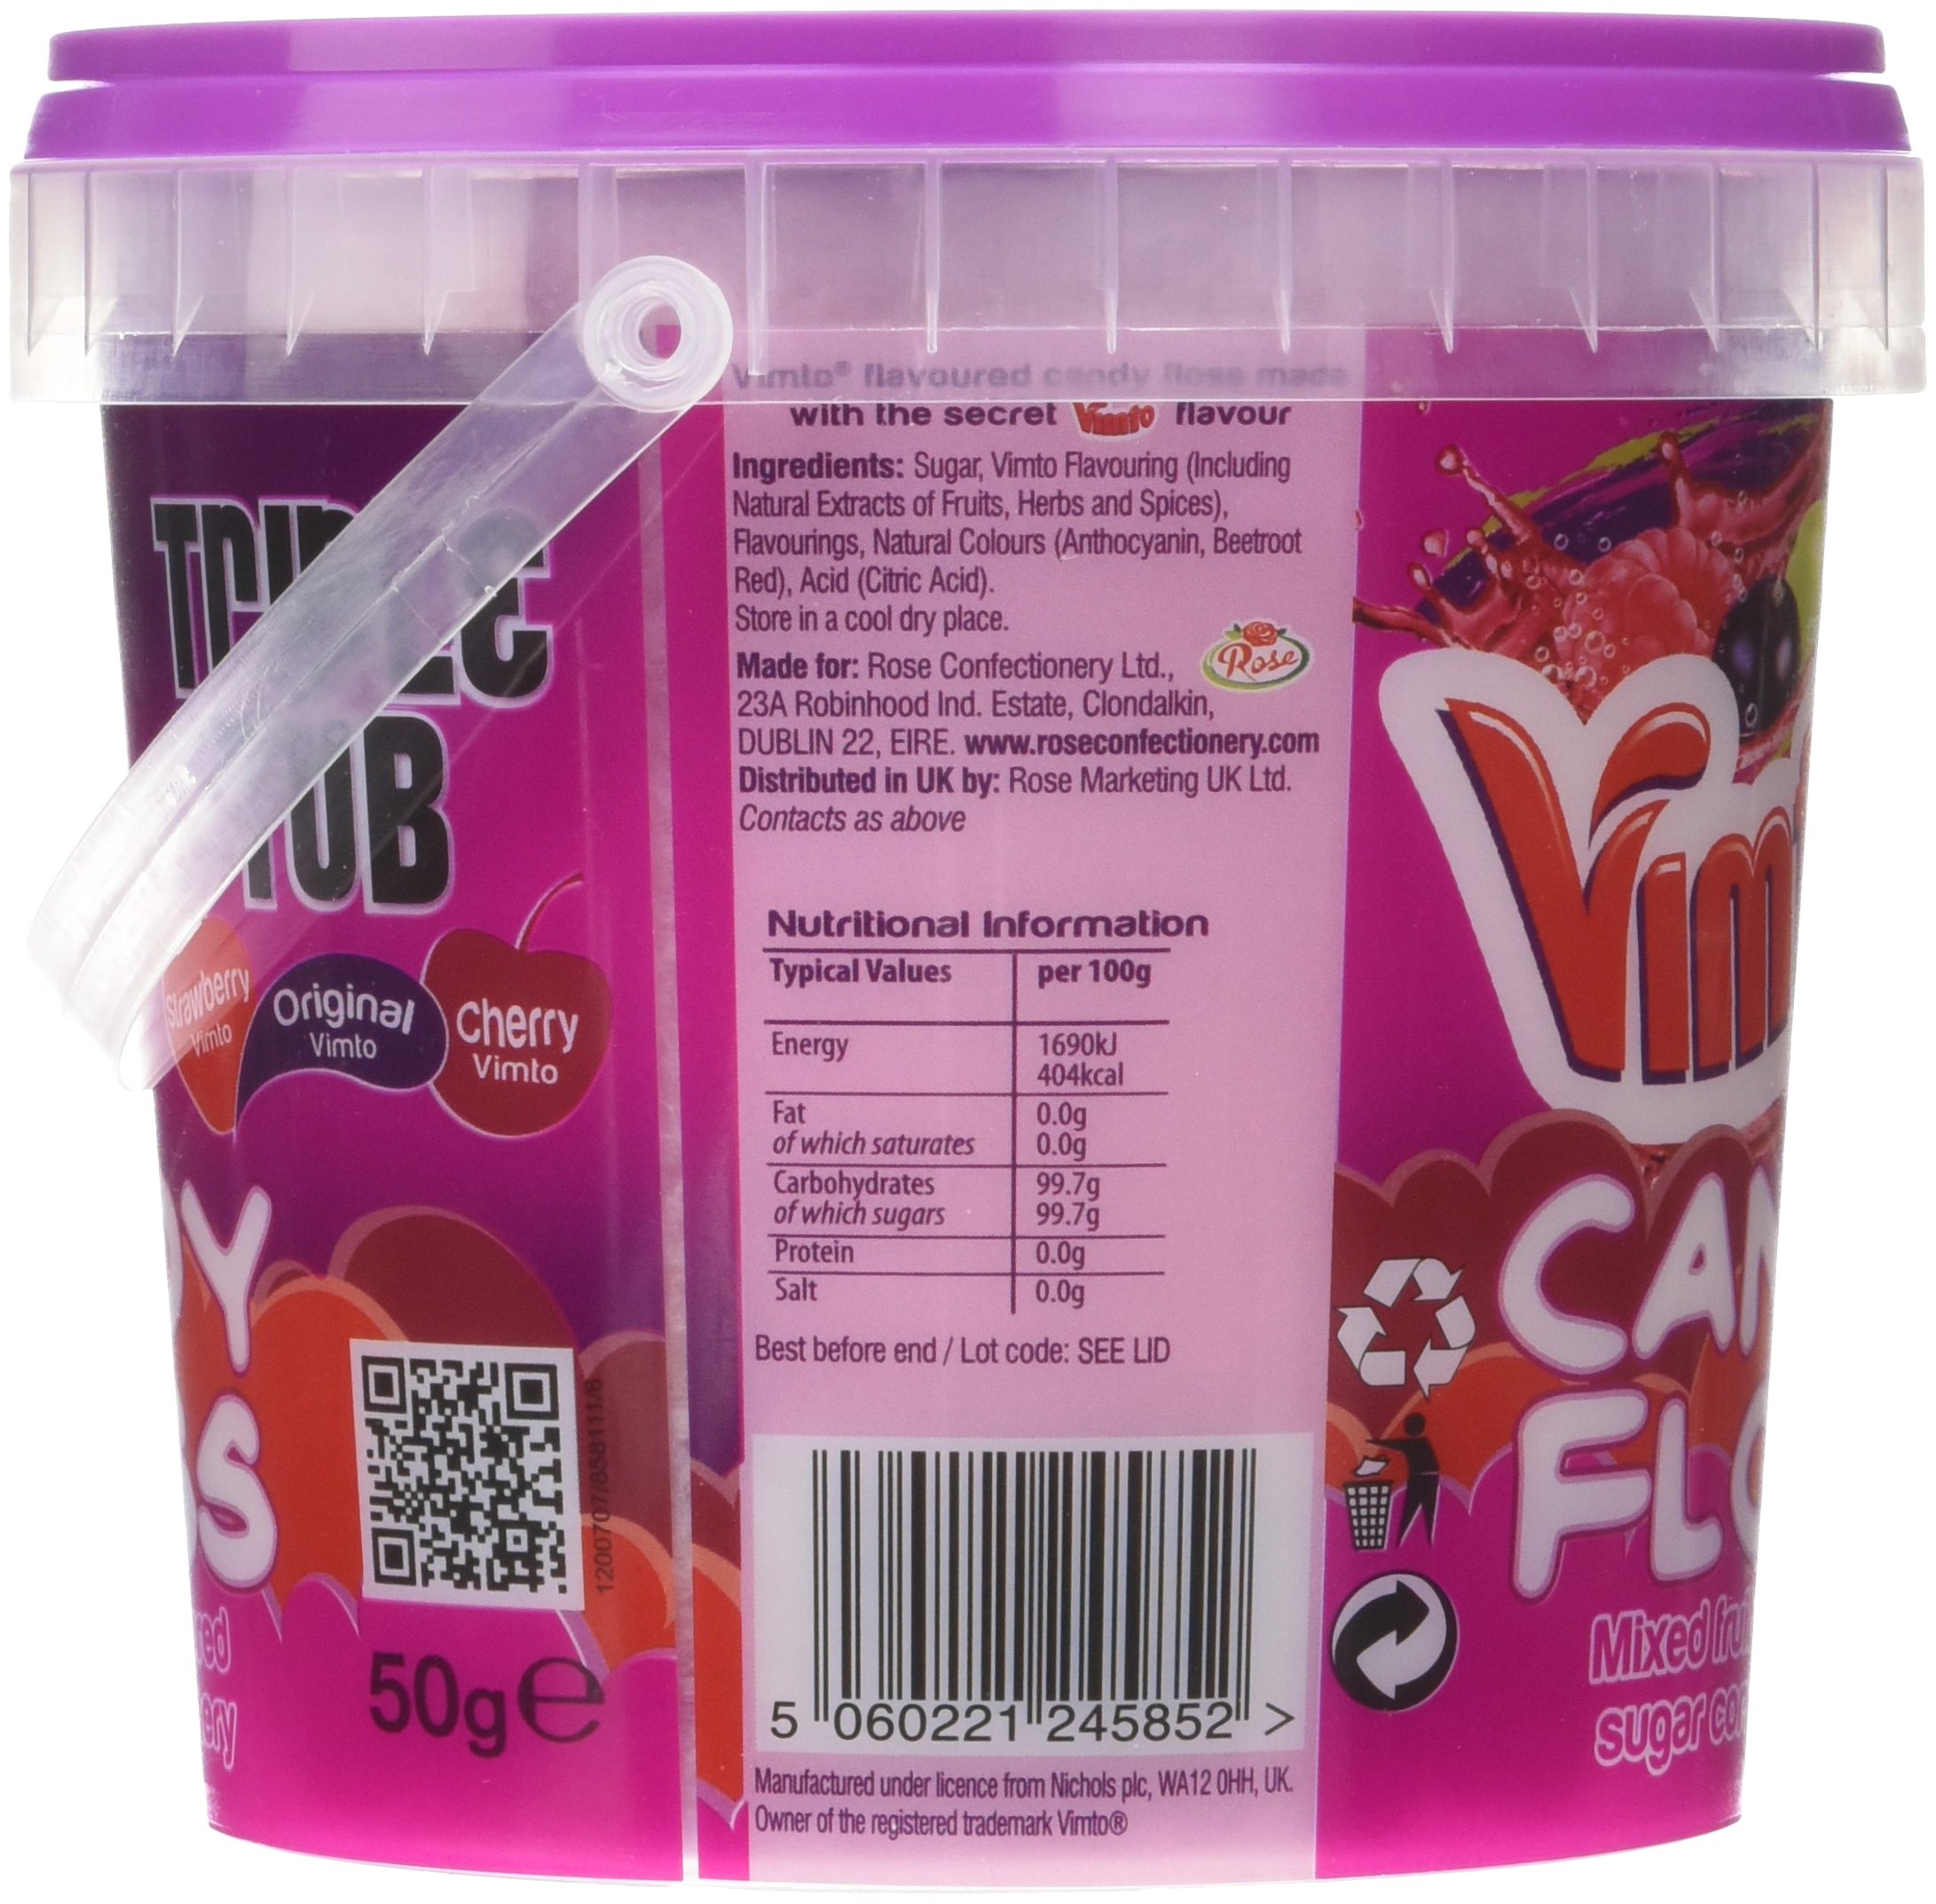 TUB
Strawberry
Vimto
Original
Vimto
Cherry
Vimto
1200707/8581111/6
50g℮
Vimto® flavoured candy floss made
with the secret Vimto flavour
Ingredients: Sugar, Vimto Flavouring (Including
Natural Extracts of Fruits, Herbs and Spices),
Flavourings, Natural Colours (Anthocyanin, Beetroot
Red), Acid (Citric Acid).
Store in a cool dry place.
Made for: Rose Confectionery Ltd.,
Rose
23A Robinhood Ind. Estate, Clondalkin,
DUBLIN 22, EIRE. www.roseconfectionery.com
Distributed in UK by: Rose Marketing UK Ltd.
Contacts as above
Nutritional Information
Typical Values per 100g
Energy 1690kJ
404kcal
Fat 0.0g
of which saturates 0.0g
Carbohydrates 99.7g
of which sugars 99.7g
Protein 0.0g
Salt 0.0g
Best before end / Lot code: SEE LID
5 060221 245852 >
Manufactured under licence from Nichols plc, WA12 0HH, UK.
Owner of the registered trademark Vimto®
Vim
CAN
FLO
Mixed frui
sugar co